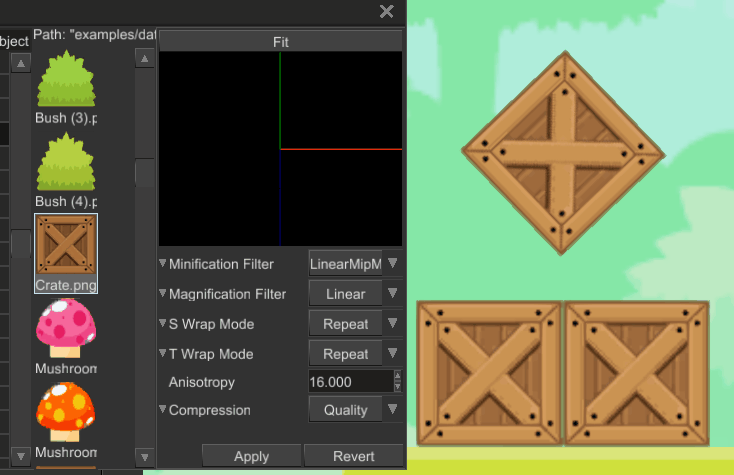 bject
Path: "examples/dat
Fit
Bush (3).p
Bush (4).p
Crate.png
Mushroom
Mushroom
Minification Filter LinearMipM
Magnification Filter Linear
S Wrap Mode Repeat
T Wrap Mode Repeat
Anisotropy 16.000
Compression Quality
Apply Revert